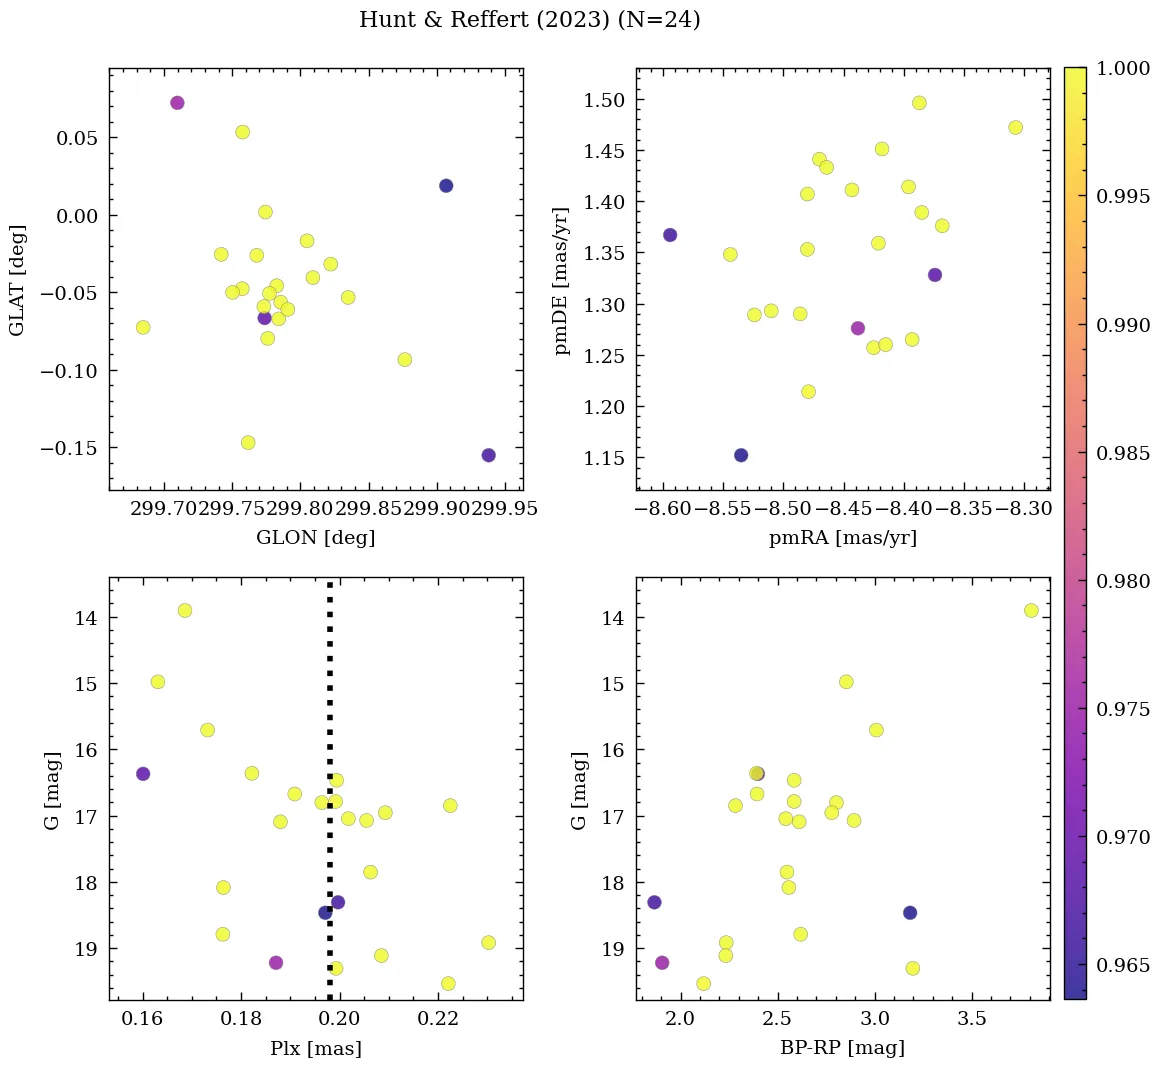 Hunt & Reffert (2023) (N=24)
0.05
0.00
−0.05
−0.10
−0.15
GLAT [deg]
299.70 299.75 299.80 299.85 299.90 299.95
GLON [deg]
1.50
1.45
1.40
1.35
1.30
1.25
1.20
1.15
pmDE [mas/yr]
−8.60 −8.55 −8.50 −8.45 −8.40 −8.35 −8.30
pmRA [mas/yr]
14
15
16
17
18
19
G [mag]
0.16 0.18 0.20 0.22
Plx [mas]
14
15
16
17
18
19
G [mag]
2.0 2.5 3.0 3.5
BP-RP [mag]
1.000
0.995
0.990
0.985
0.980
0.975
0.970
0.965